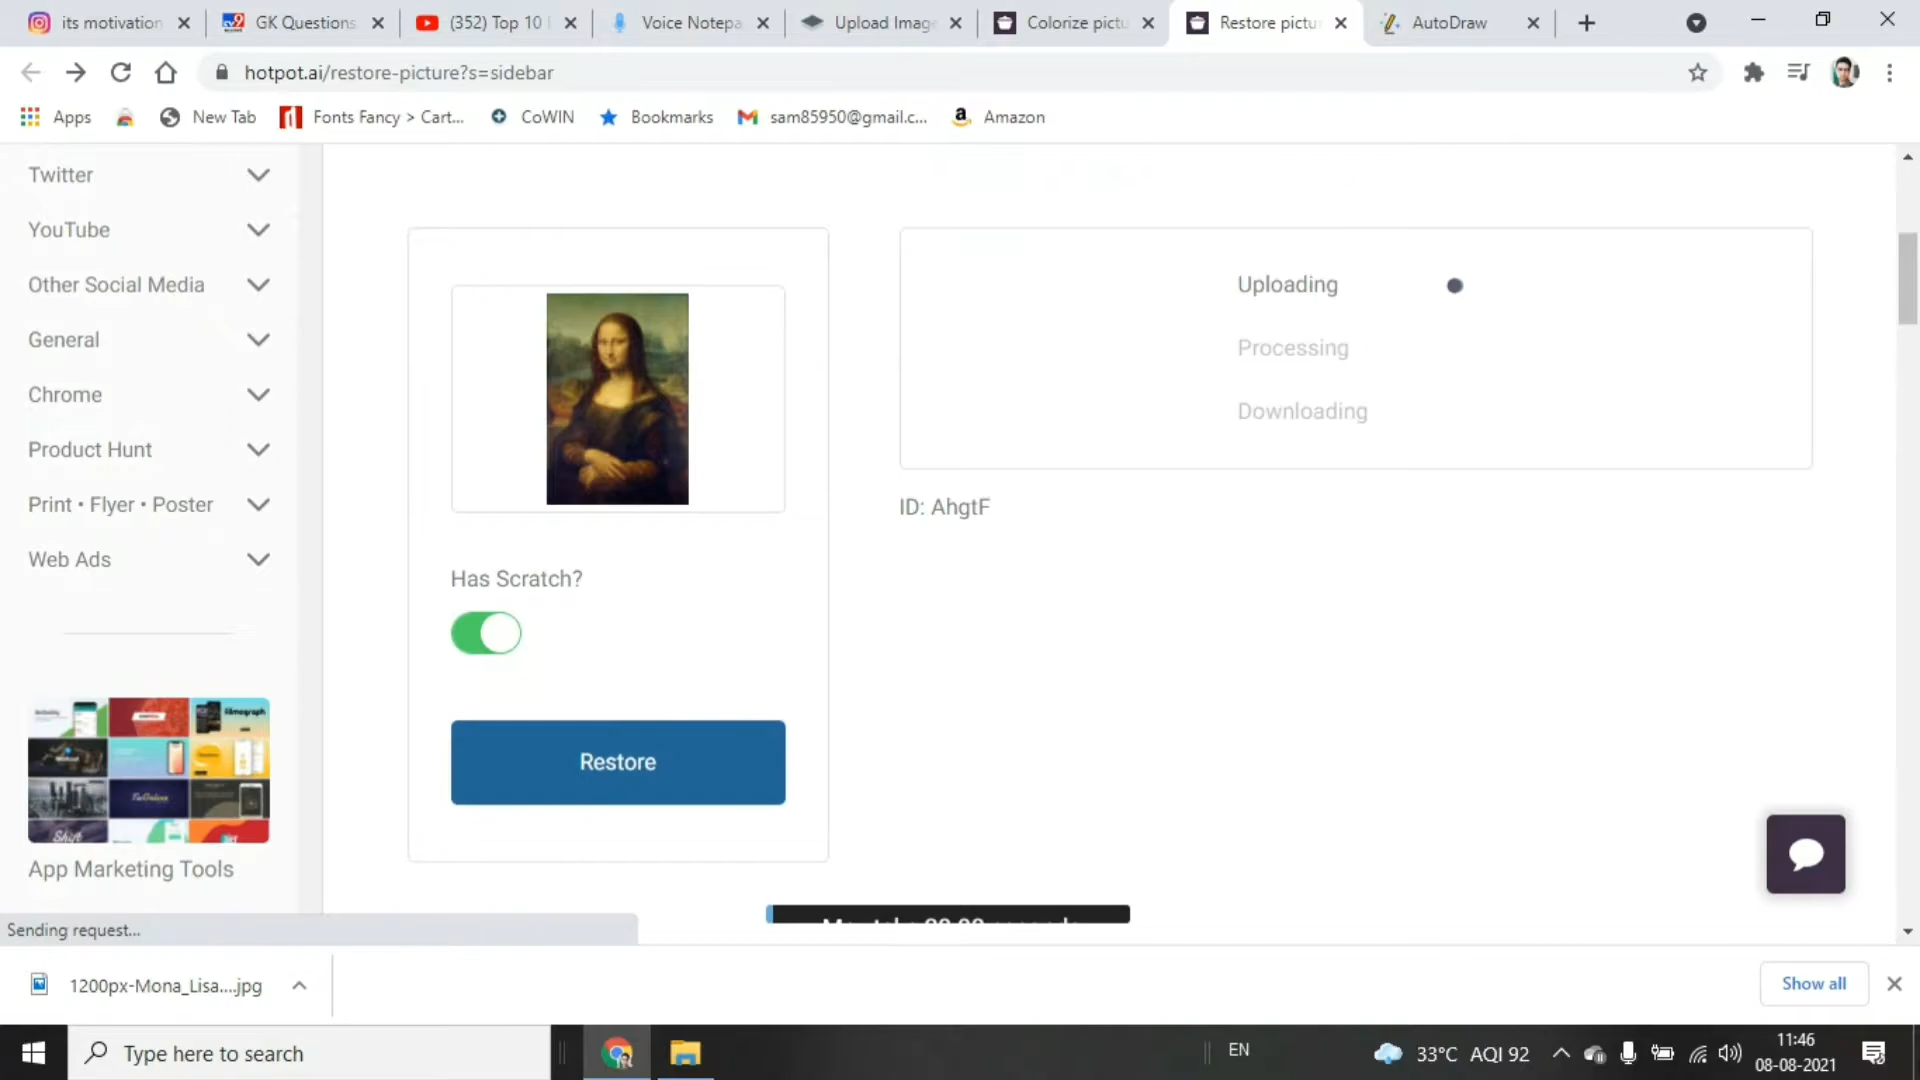 its motivation
GK Questions
(352) Top 10
Voice Notepa
Upload Image
Colorize pictu
Restore pictur
AutoDraw
hotpot.ai/restore-picture?s=sidebar
Apps
New Tab
Fonts Fancy > Cart...
CoWIN
Bookmarks
sam85950@gmail.c...
Amazon
Twitter
YouTube
Other Social Media
General
Chrome
Product Hunt
Print • Flyer • Poster
Web Ads
App Marketing Tools
Has Scratch?
Restore
Uploading
Processing
Downloading
ID: AhgtF
Sending request...
1200px-Mona_Lisa....jpg
Show all
Type here to search
EN
33°C AQI 92
11:46
08-08-2021